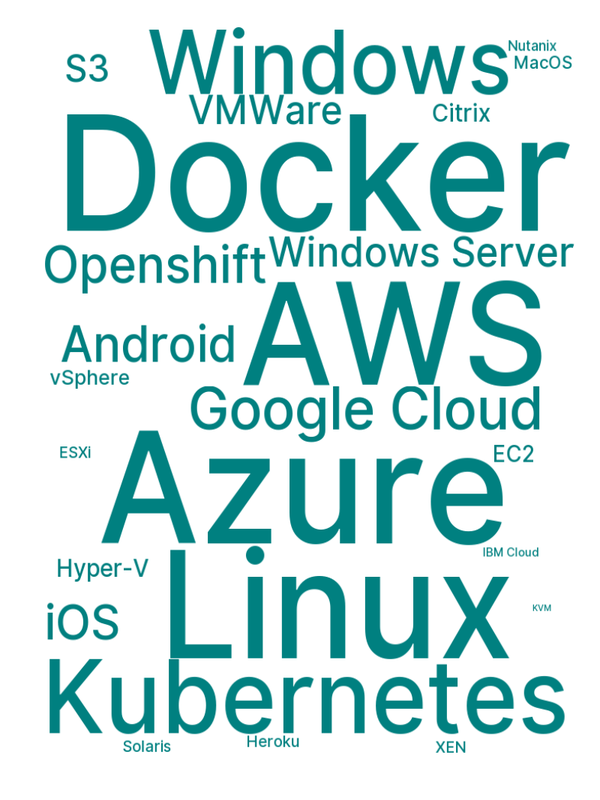 Windows
Nutanix
S3
MacOS
VMWare
Citrix
Docker
Openshift
Windows Server
AWS
Android
vSphere
Google Cloud
Azure
ESXi
EC2
IBM Cloud
Hyper-V
Linux
iOS
KVM
Kubernetes
Solaris
Heroku
XEN